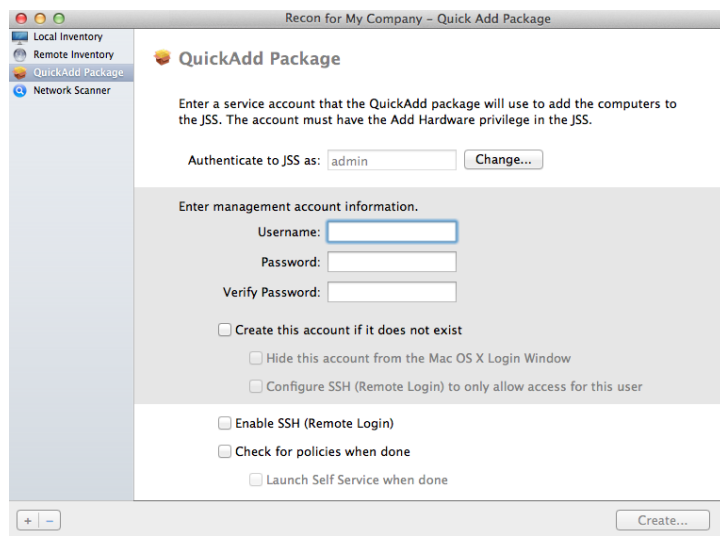 Recon for My Company – Quick Add Package
Local Inventory
Remote Inventory
QuickAdd Package
Network Scanner
QuickAdd Package
Enter a service account that the QuickAdd package will use to add the computers to
the JSS. The account must have the Add Hardware privilege in the JSS.
Authenticate to JSS as: admin Change...
Enter management account information.
Username:
Password:
Verify Password:
Create this account if it does not exist
Hide this account from the Mac OS X Login Window
Configure SSH (Remote Login) to only allow access for this user
Enable SSH (Remote Login)
Check for policies when done
Launch Self Service when done
+ − Create...